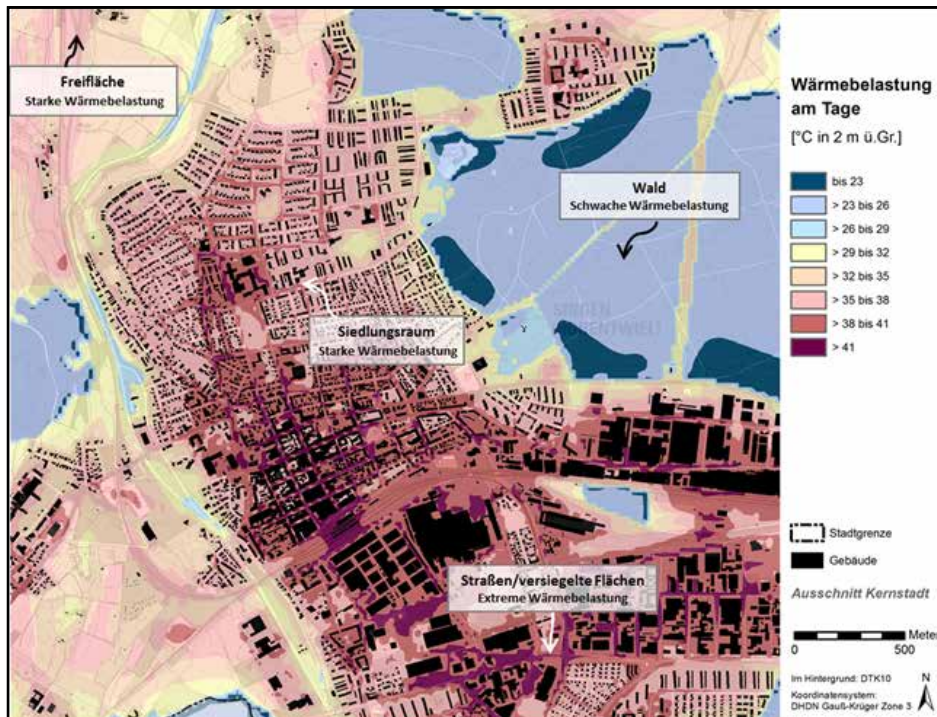 Freifläche
Starke Wärmebelastung
Wald
Schwache Wärmebelastung
Siedlungsraum
Starke Wärmebelastung
Straßen/versiegelte Flächen
Extreme Wärmebelastung
Wärmebelastung
am Tage
[°C in 2 m ü.Gr.]
bis 23
> 23 bis 26
> 26 bis 29
> 29 bis 32
> 32 bis 35
> 35 bis 38
> 38 bis 41
> 41
Stadtgrenze
Gebäude
Ausschnitt Kernstadt
Meter
0 500
Im Hintergrund: DTK10
Koordinatensystem:
DHDN Gauß-Krüger Zone 3
N